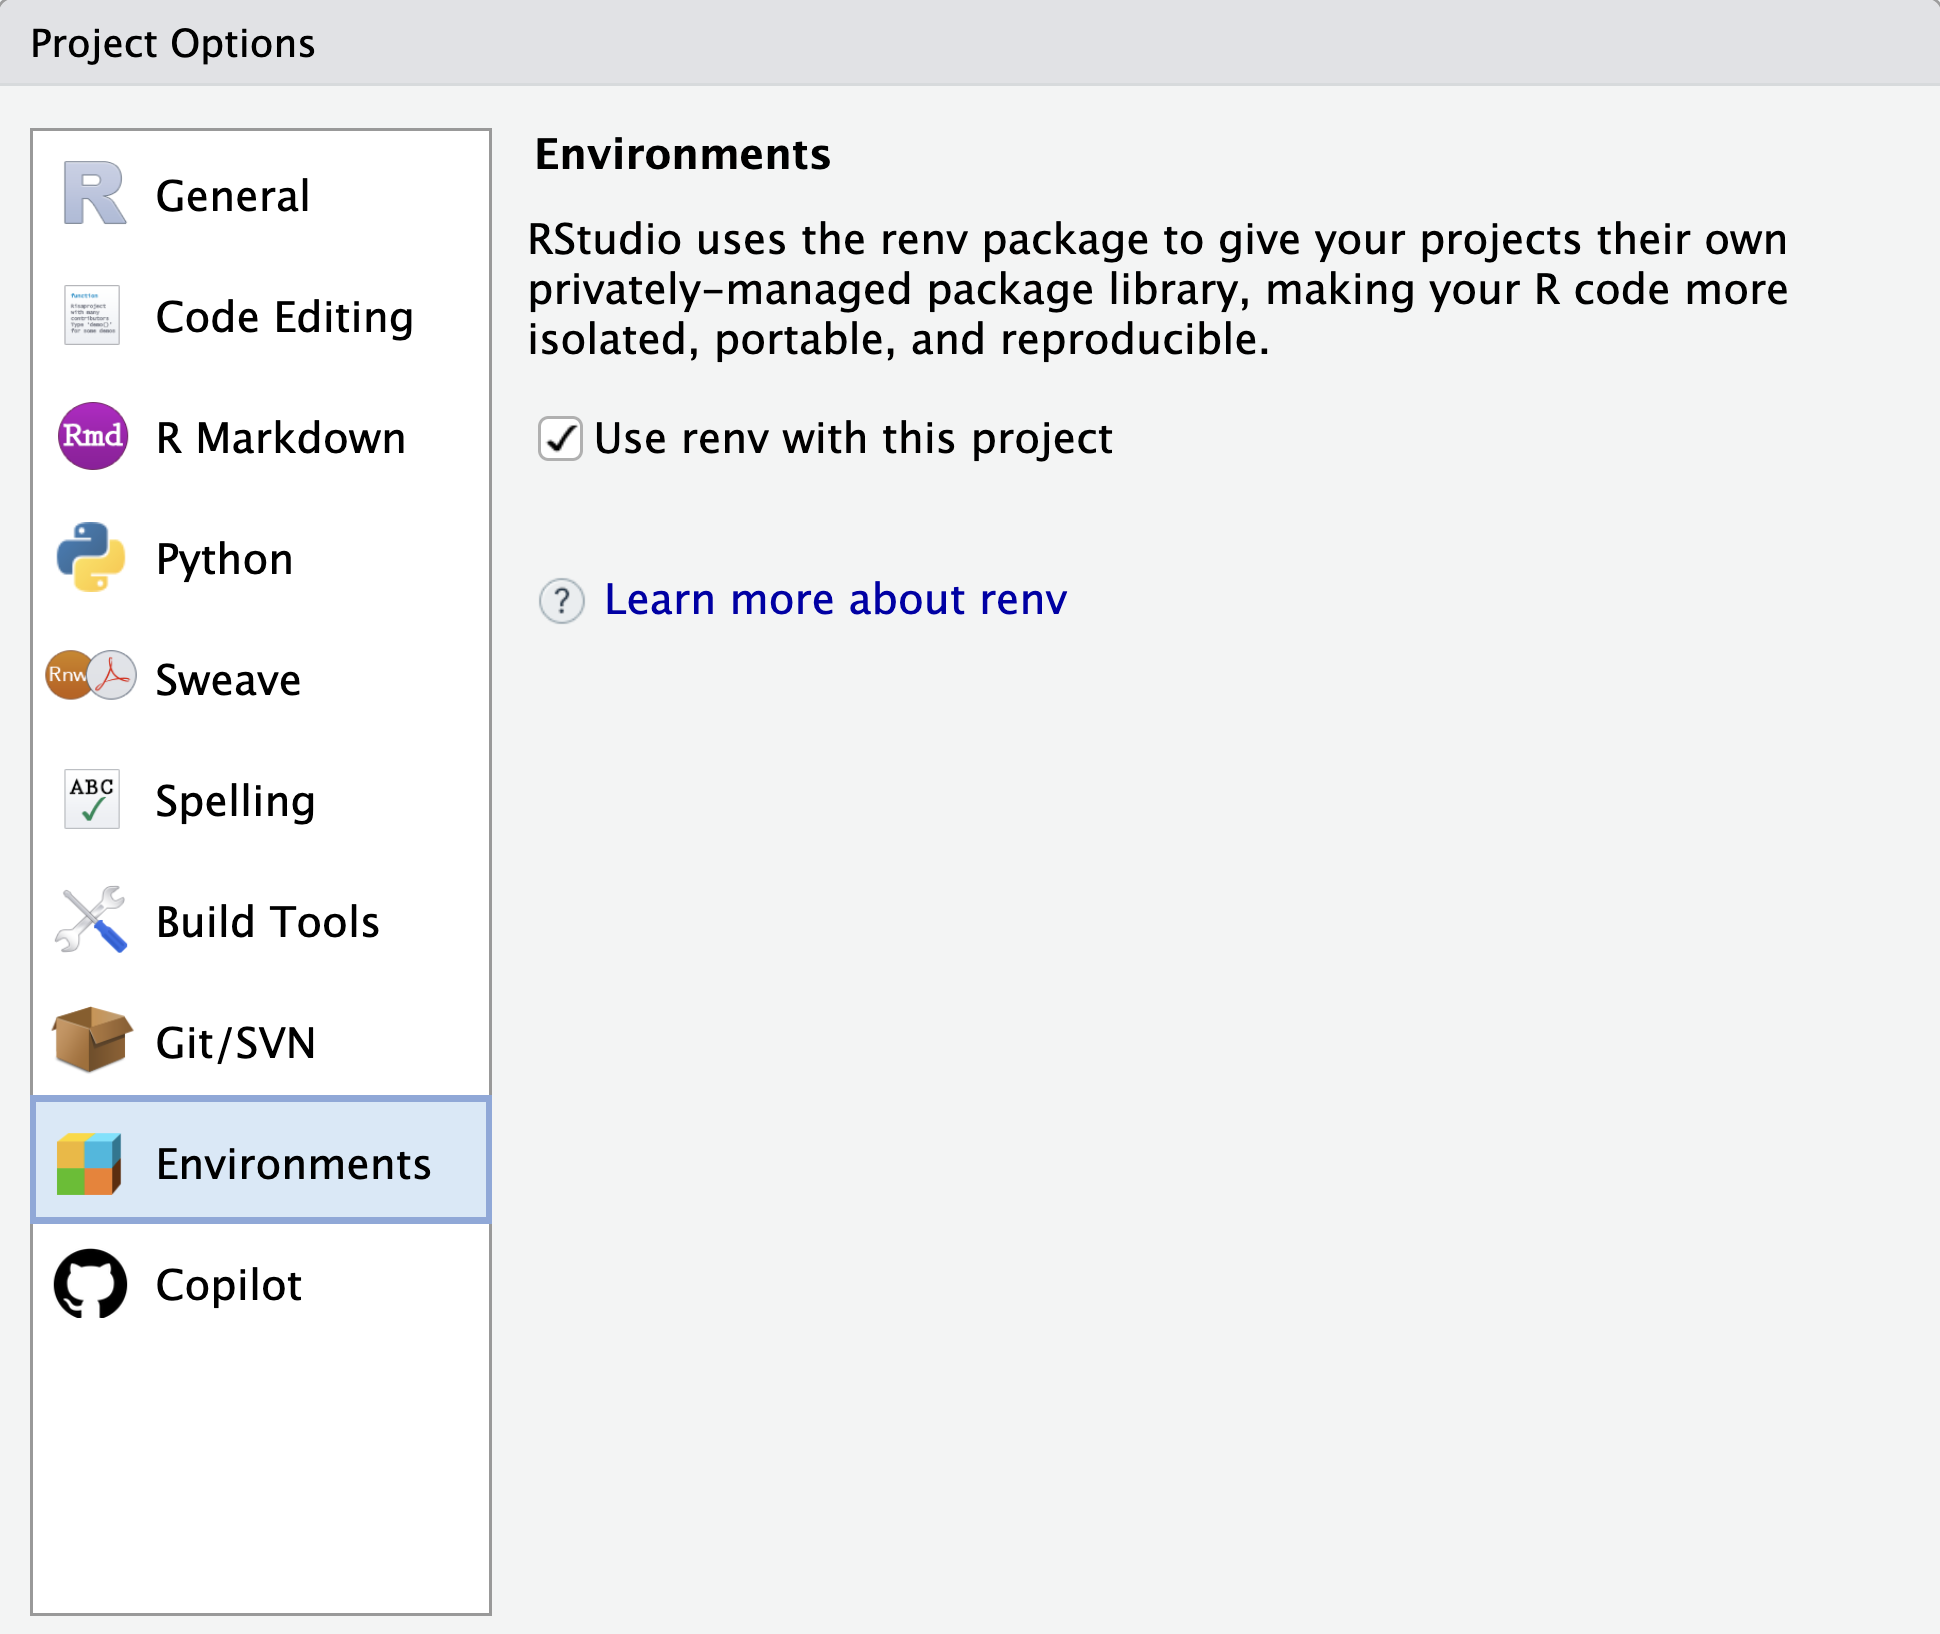 Project Options
General
Code Editing
Rmd
R Markdown
Python
Rnw
Sweave
ABC
Spelling
Build Tools
Git/SVN
Environments
Copilot
Environments
RStudio uses the renv package to give your projects their own
privately-managed package library, making your R code more
isolated, portable, and reproducible.
Use renv with this project
? Learn more about renv